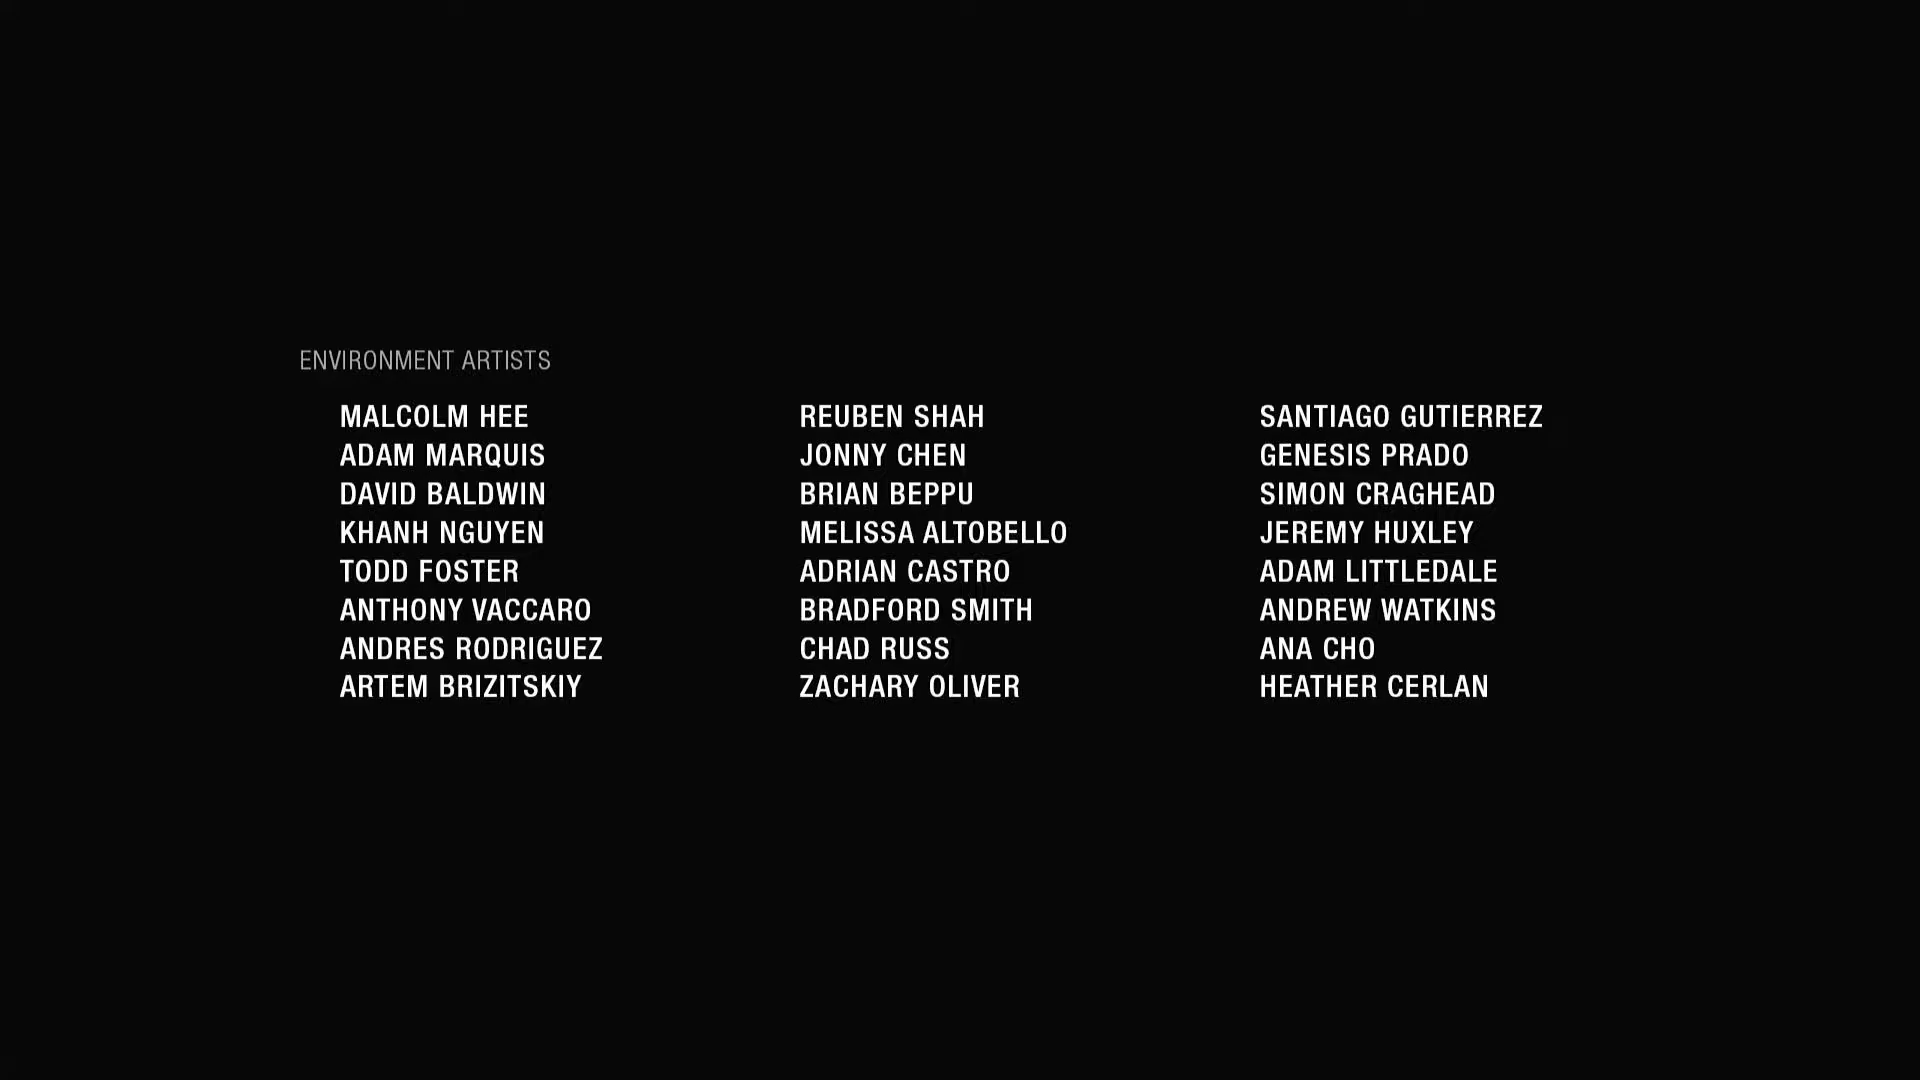 ENVIRONMENT ARTISTS
MALCOLM HEE
ADAM MARQUIS
DAVID BALDWIN
KHANH NGUYEN
TODD FOSTER
ANTHONY VACCARO
ANDRES RODRIGUEZ
ARTEM BRIZITSKIY
REUBEN SHAH
JONNY CHEN
BRIAN BEPPU
MELISSA ALTOBELLO
ADRIAN CASTRO
BRADFORD SMITH
CHAD RUSS
ZACHARY OLIVER
SANTIAGO GUTIERREZ
GENESIS PRADO
SIMON CRAGHEAD
JEREMY HUXLEY
ADAM LITTLEDALE
ANDREW WATKINS
ANA CHO
HEATHER CERLAN